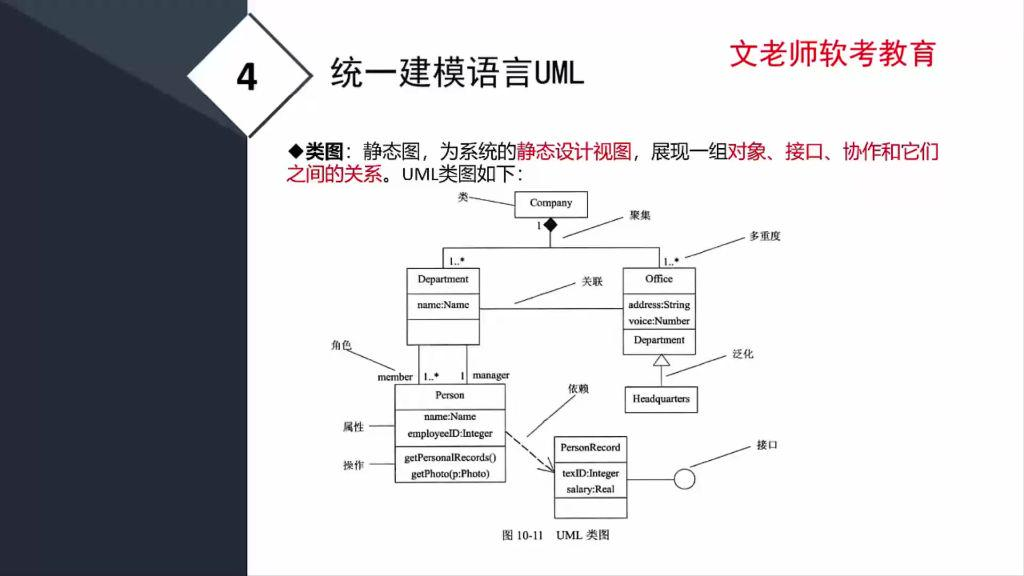 4
统一建模语言UML
文老师软考教育
◆类图：静态图，为系统的静态设计视图，展现一组对象、接口、协作和它们
之间的关系。UML类图如下：
类
Company
1
聚集
多重度
1..*
1..*
Department
name:Name
关联
Office
address:String
voice:Number
Department
泛化
Headquarters
角色
member
1..*
1
manager
Person
name:Name
employeeID:Integer
getPersonalRecords()
getPhoto(p:Photo)
属性
操作
依赖
PersonRecord
texID:Integer
salary:Real
接口
图 10-11 UML 类图